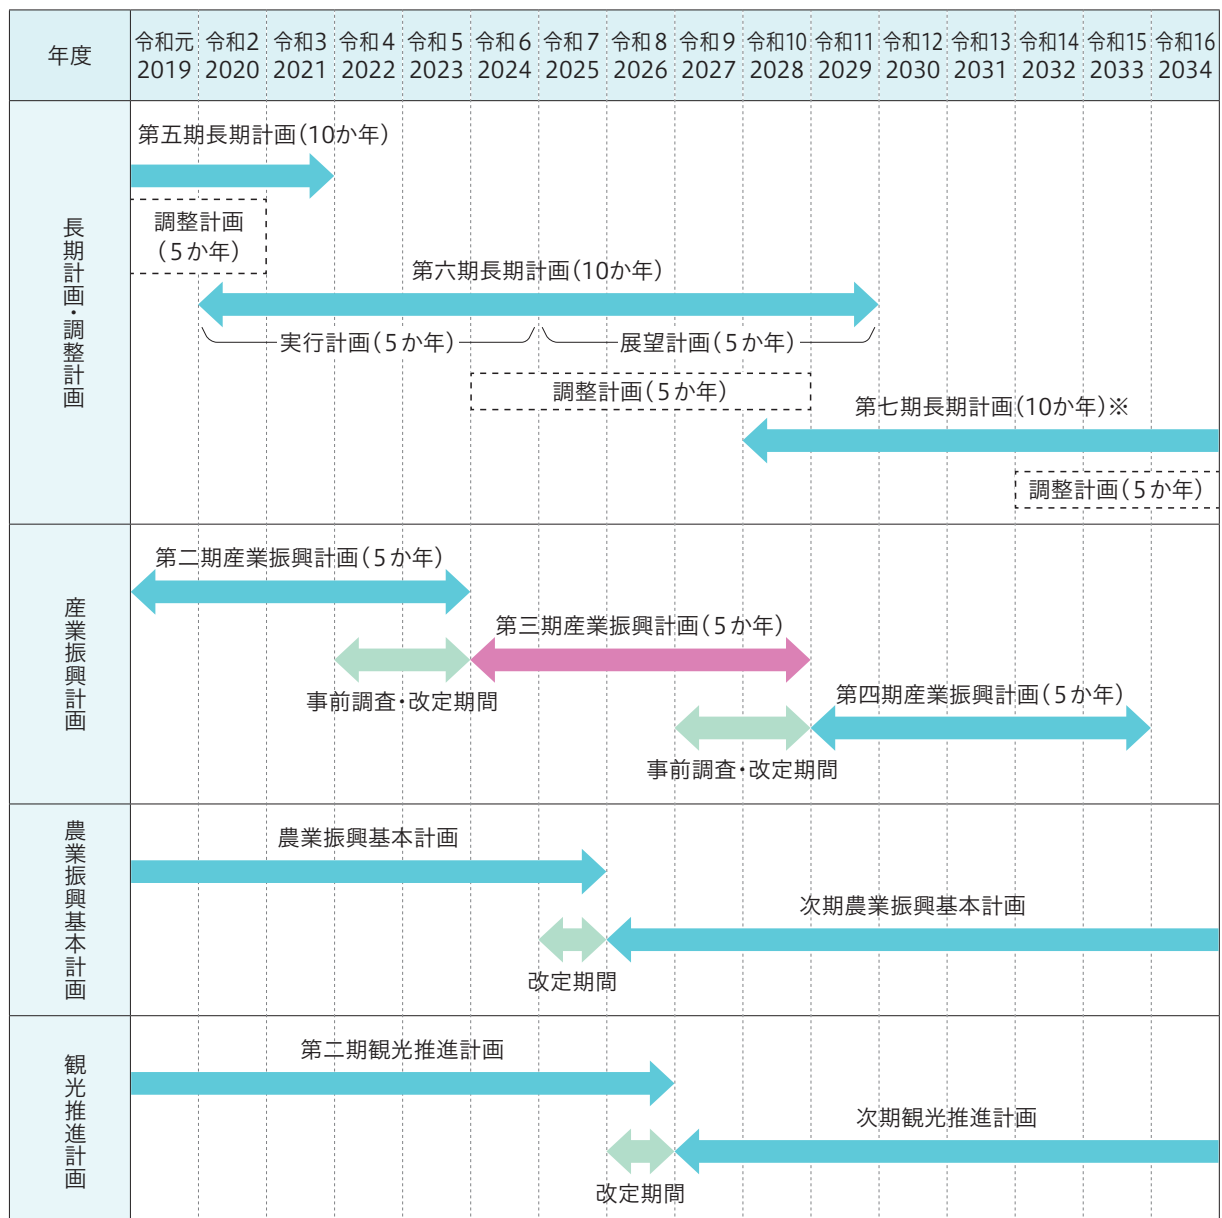 年度
令和元 令和2 令和3 令和4 令和5 令和6 令和7 令和8 令和9 令和10 令和11 令和12 令和13 令和14 令和15 令和16
2019 2020 2021 2022 2023 2024 2025 2026 2027 2028 2029 2030 2031 2032 2033 2034
長期計画・調整計画
第五期長期計画(10か年)
調整計画
(5か年)
第六期長期計画(10か年)
実行計画(5か年)
展望計画(5か年)
調整計画(5か年)
第七期長期計画(10か年)※
調整計画(5か年)
産業振興計画
第二期産業振興計画(5か年)
第三期産業振興計画(5か年)
事前調査・改定期間
第四期産業振興計画(5か年)
事前調査・改定期間
農業振興基本計画
農業振興基本計画
次期農業振興基本計画
改定期間
観光推進計画
第二期観光推進計画
次期観光推進計画
改定期間